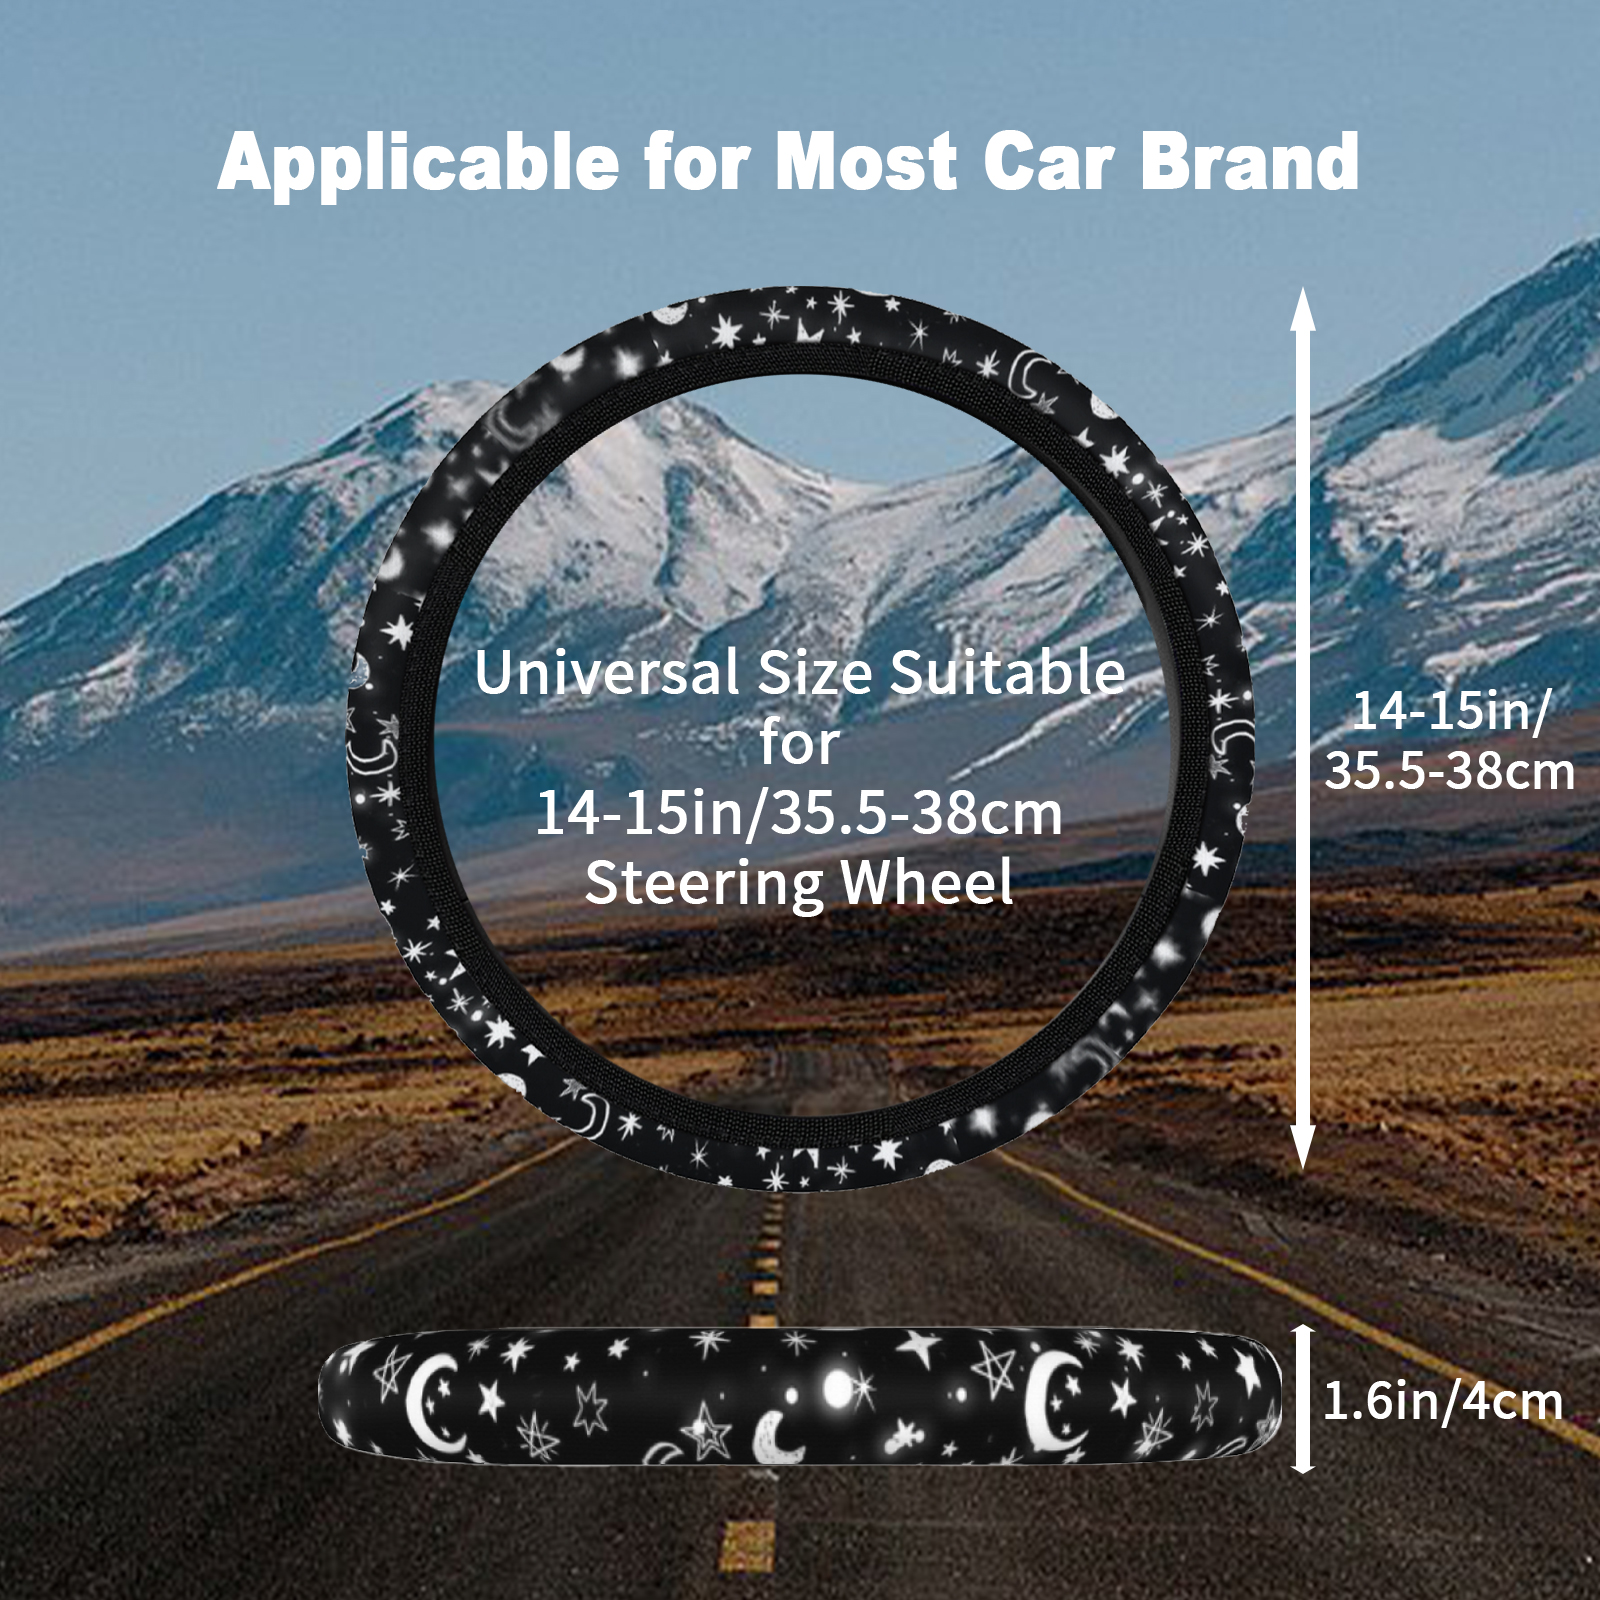 Applicable for Most Car Brand
Universal Size Suitable
for
14-15in/35.5-38cm
Steering Wheel
14-15in/
35.5-38cm
1.6in/4cm